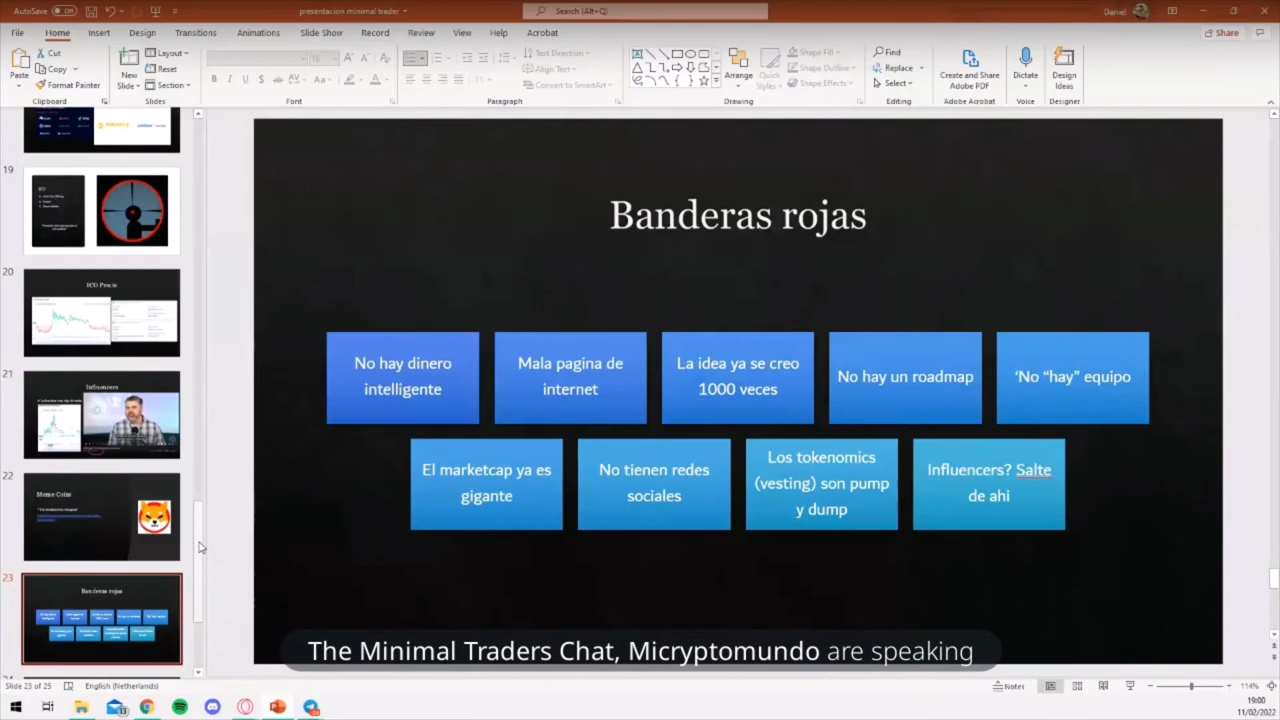 AutoSave Off
presentacion minimal trader
Search (Alt+Q)
Daniel
File Home Insert Design Transitions Animations Slide Show Record Review View Help Acrobat
Share
Paste
Cut
Copy
Format Painter
Clipboard
New
Slide
Layout
Reset
Section
Slides
18
Font
Text Direction
Align Text
Convert to SmartArt
Paragraph
Arrange
Quick
Styles
Shape Fill
Shape Outline
Shape Effects
Drawing
Find
Replace
Select
Editing
Create and Share
Adobe PDF
Adobe Acrobat
Dictate
Voice
Design
Ideas
Designer
19
20
ICO Precio
21
Influencers
22
Meme Coins
23
Banderas rojas
Banderas rojas
No hay dinero
intelligente
Mala pagina de
internet
La idea ya se creo
1000 veces
No hay un roadmap
‘No “hay” equipo
El marketcap ya es
gigante
No tienen redes
sociales
Los tokenomics
(vesting) son pump
y dump
Influencers? Salte
de ahi
The Minimal Traders Chat, Micryptomundo are speaking
Slide 23 of 25
English (Netherlands)
Notes
114%
13
19:00
11/02/2022